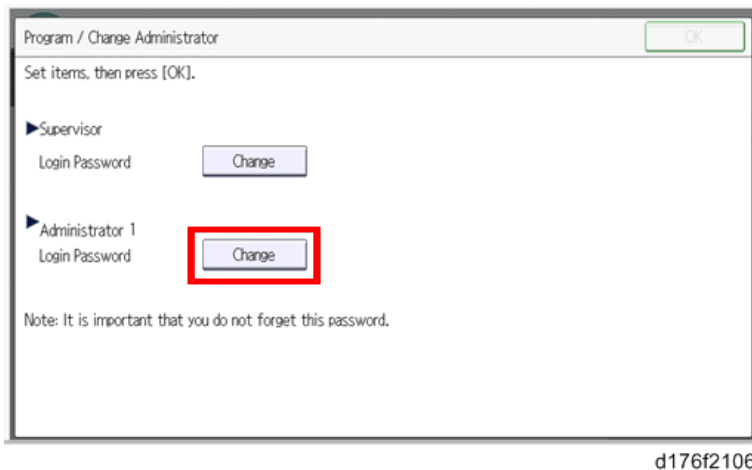 Program / Change Administrator
OK
Set items, then press [OK].
Supervisor
Login Password
Change
Administrator 1
Login Password
Change
Note: It is important that you do not forget this password.
d176f2106